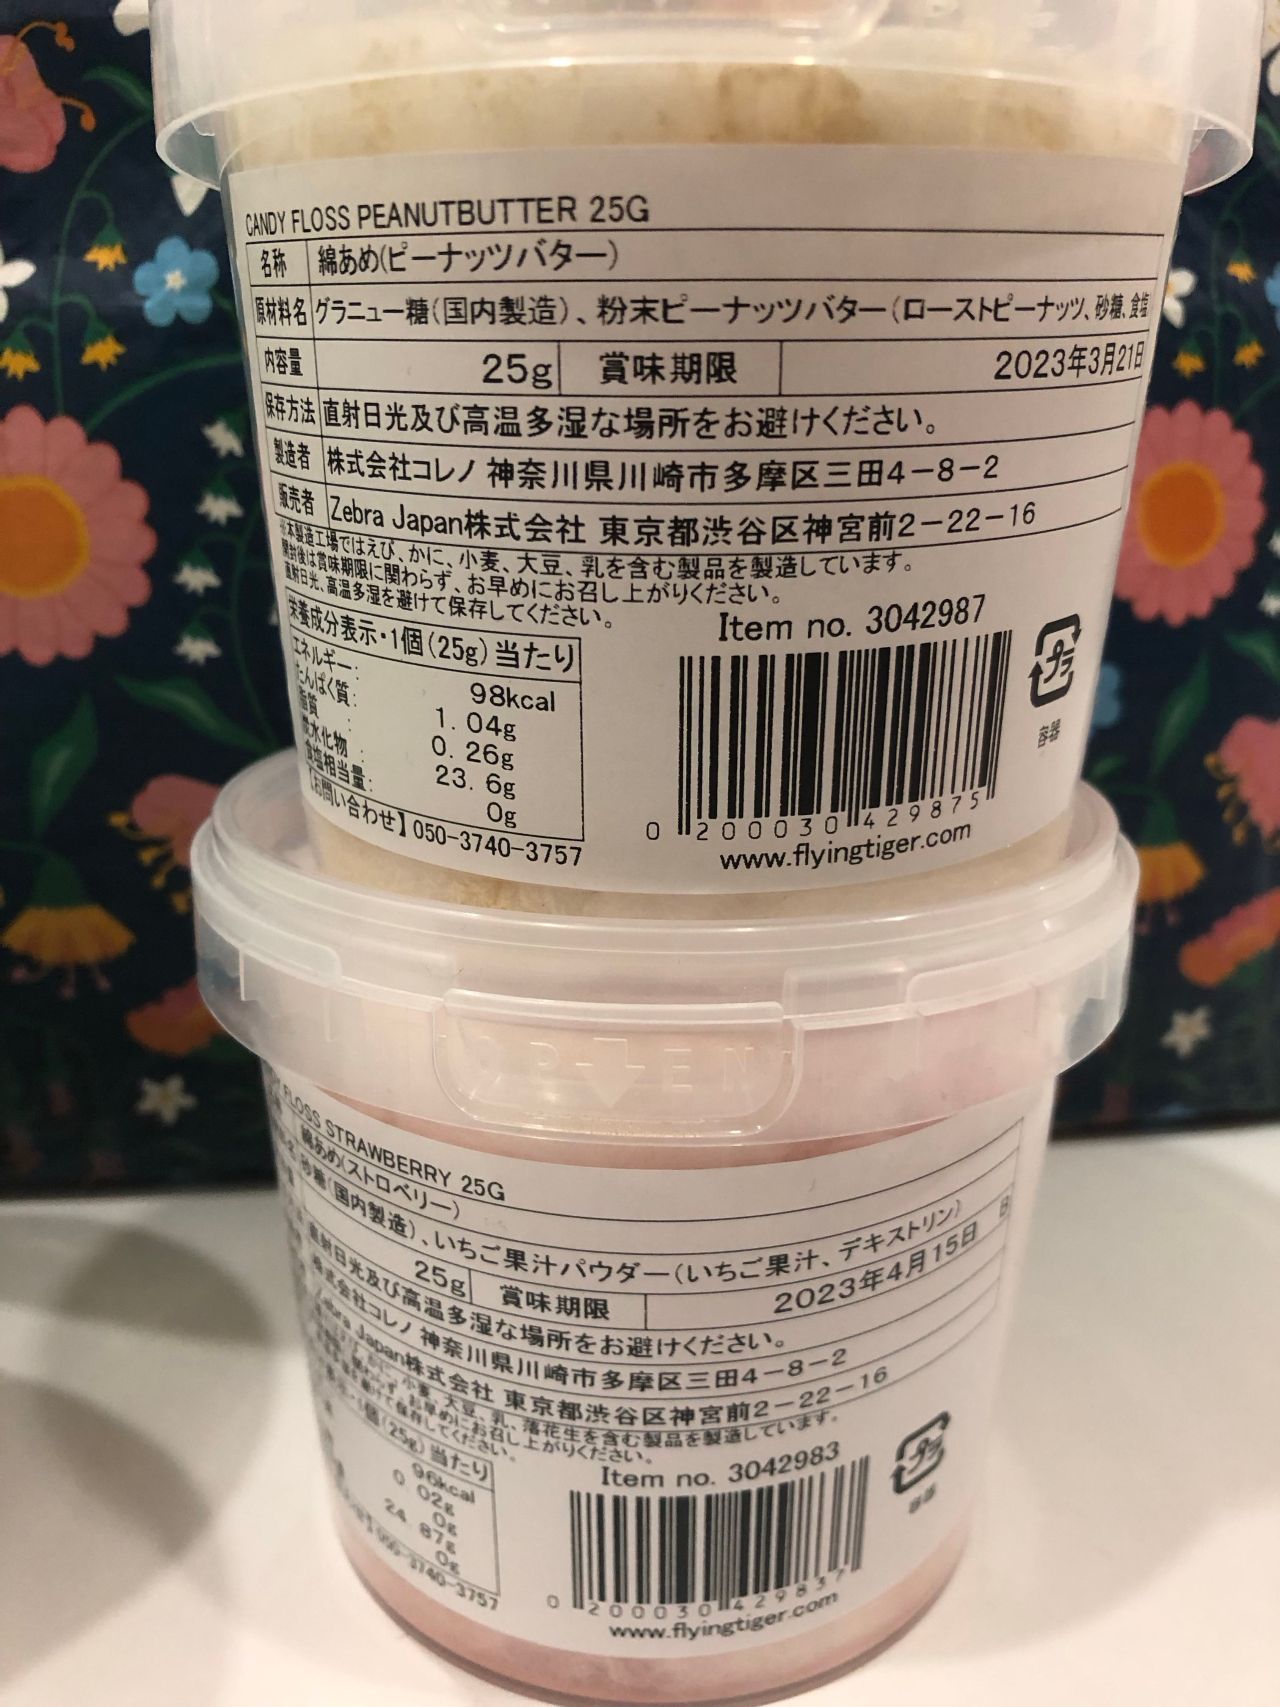 CANDY FLOSS PEANUTBUTTER 25G
名称 綿あめ(ピーナッツバター)
原材料名 グラニュー糖(国内製造)、粉末ピーナッツバター(ローストピーナッツ、砂糖、食塩
内容量 25g 賞味期限 2023年3月21日
保存方法 直射日光及び高温多湿な場所をお避けください。
製造者 株式会社コレノ 神奈川県川崎市多摩区三田4-8-2
販売者 Zebra Japan株式会社 東京都渋谷区神宮前2-22-16
※本製造工場ではえび、かに、小麦、大豆、乳を含む製品を製造しています。
開封後は賞味期限に関わらず、お早めにお召し上がりください。
直射日光、高温多湿を避けて保存してください。
栄養成分表示・1個(25g)当たり
エネルギー: 98kcal
たんぱく質: 1.04g
脂質 : 0.26g
炭水化物 : 23.6g
食塩相当量: 0g
【お問い合わせ】050-3740-3757
Item no. 3042987
0 200030 429875
www.flyingtiger.com
プラ
容器
OPEN
FLOSS STRAWBERRY 25G
綿あめ(ストロベリー)
砂糖(国内製造)、いちご果汁パウダー(いちご果汁、デキストリン)
25g 賞味期限 2023年4月15日 日
直射日光及び高温多湿な場所をお避けください。
株式会社コレノ 神奈川県川崎市多摩区三田4-8-2
Zebra Japan株式会社 東京都渋谷区神宮前2-22-16
小麦、大豆、乳、落花生を含む製品を製造しています。
お早めにお召し上がりください。
保存してください。
1個(25g)当たり
96kcal
0.02g
0g
24.87g
0g
050-3740-3757
Item no. 3042983
0 200030 429837
www.flyingtiger.com
プラ
容器